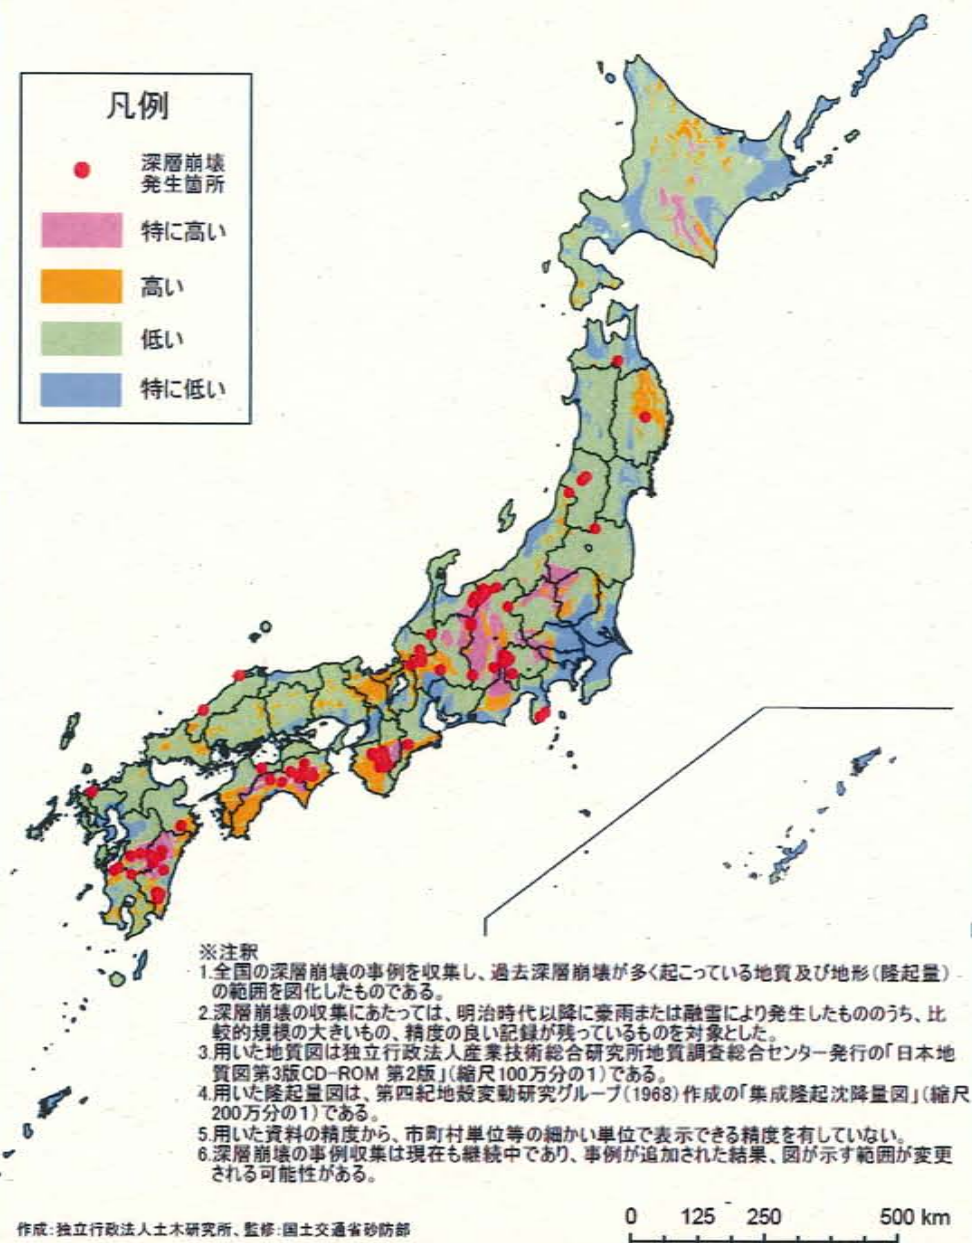 凡例
深層崩壊
発生箇所
特に高い
高い
低い
特に低い
※注釈
1.全国の深層崩壊の事例を収集し、過去深層崩壊が多く起こっている地質及び地形(隆起量)
の範囲を図化したものである。
2.深層崩壊の収集にあたっては、明治時代以降に豪雨または融雪により発生したもののうち、比
較的規模の大きいもの、精度の良い記録が残っているものを対象とした。
3.用いた地質図は独立行政法人産業技術総合研究所地質調査総合センター発行の「日本地
質図第3版CD-ROM 第2版」(縮尺100万分の1)である。
4.用いた隆起量図は、第四紀地殻変動研究グループ(1968)作成の「集成隆起沈降量図」(縮尺
200万分の1)である。
5.用いた資料の精度から、市町村単位等の細かい単位で表示できる精度を有していない。
6.深層崩壊の事例収集は現在も継続中であり、事例が追加された結果、図が示す範囲が変更
される可能性がある。
作成:独立行政法人土木研究所、監修:国土交通省砂防部
0 125 250 500 km